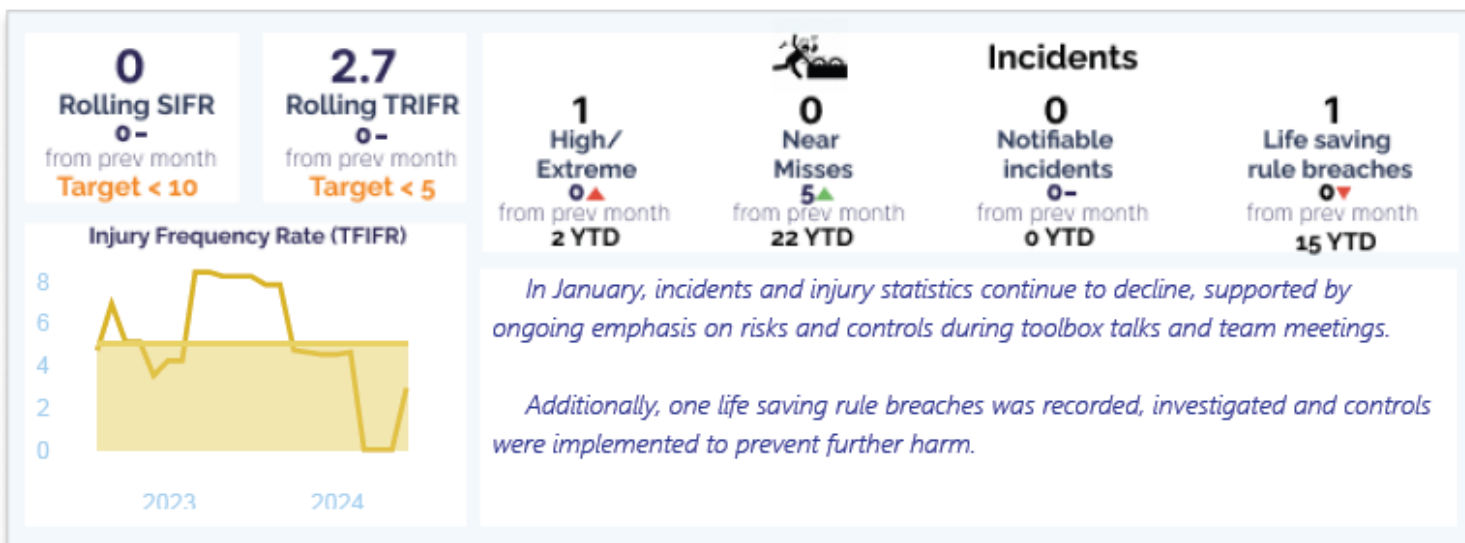 0
Rolling SIFR
0-
from prev month
Target < 10
2.7
Rolling TRIFR
0-
from prev month
Target < 5
Incidents
1
High/
Extreme
0▲
from prev month
2 YTD
0
Near
Misses
5▲
from prev month
22 YTD
0
Notifiable
incidents
0-
from prev month
0 YTD
1
Life saving
rule breaches
0▼
from prev month
15 YTD
Injury Frequency Rate (TFIFR)
8
6
4
2
0
2023 2024
In January, incidents and injury statistics continue to decline, supported by
ongoing emphasis on risks and controls during toolbox talks and team meetings.
Additionally, one life saving rule breaches was recorded, investigated and controls
were implemented to prevent further harm.